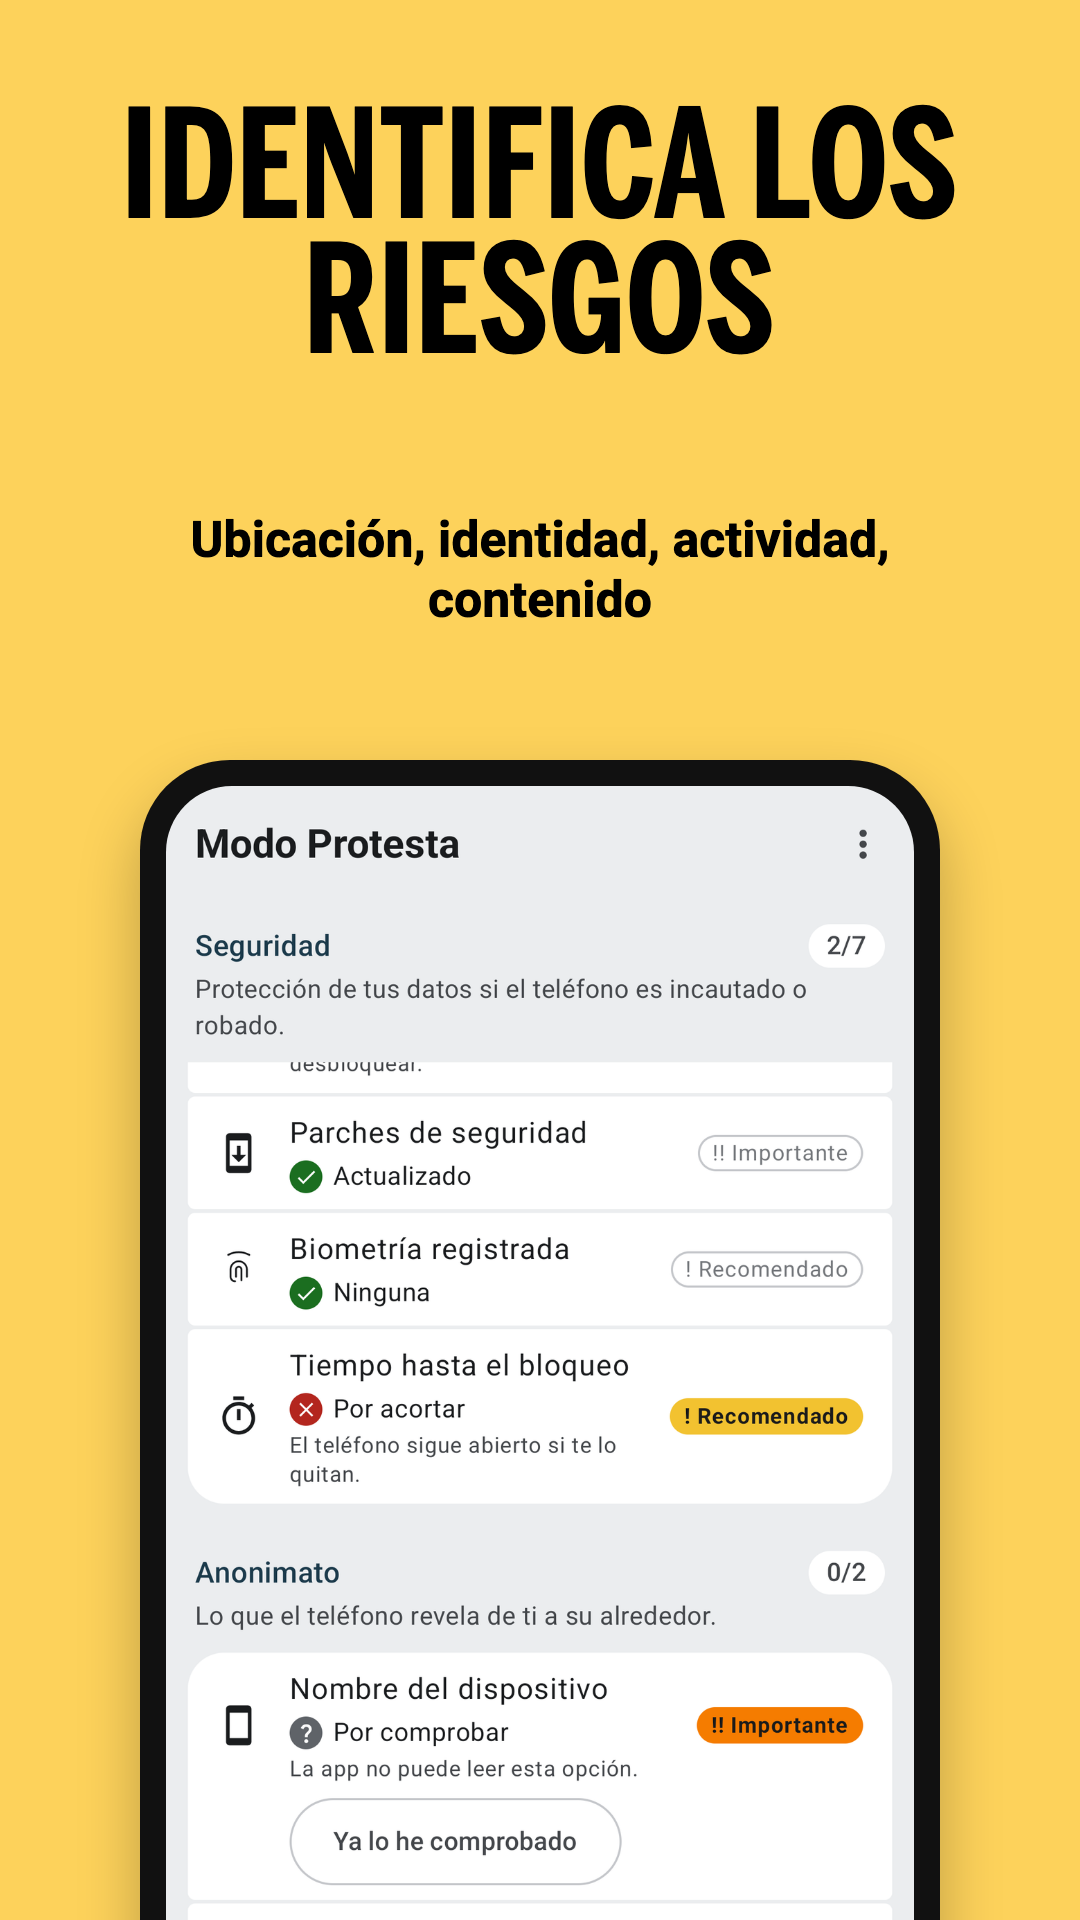 IDENTIFICA LOS
RIESGOS
Ubicación, identidad, actividad,
contenido
Modo Protesta
Seguridad
2/7
Protección de tus datos si el teléfono es incautado o
robado.
desbloquear.
Parches de seguridad
Actualizado
!! Importante
Biometría registrada
Ninguna
! Recomendado
Tiempo hasta el bloqueo
Por acortar
El teléfono sigue abierto si te lo
quitan.
! Recomendado
Anonimato
0/2
Lo que el teléfono revela de ti a su alrededor.
Nombre del dispositivo
? Por comprobar
La app no puede leer esta opción.
!! Importante
Ya lo he comprobado